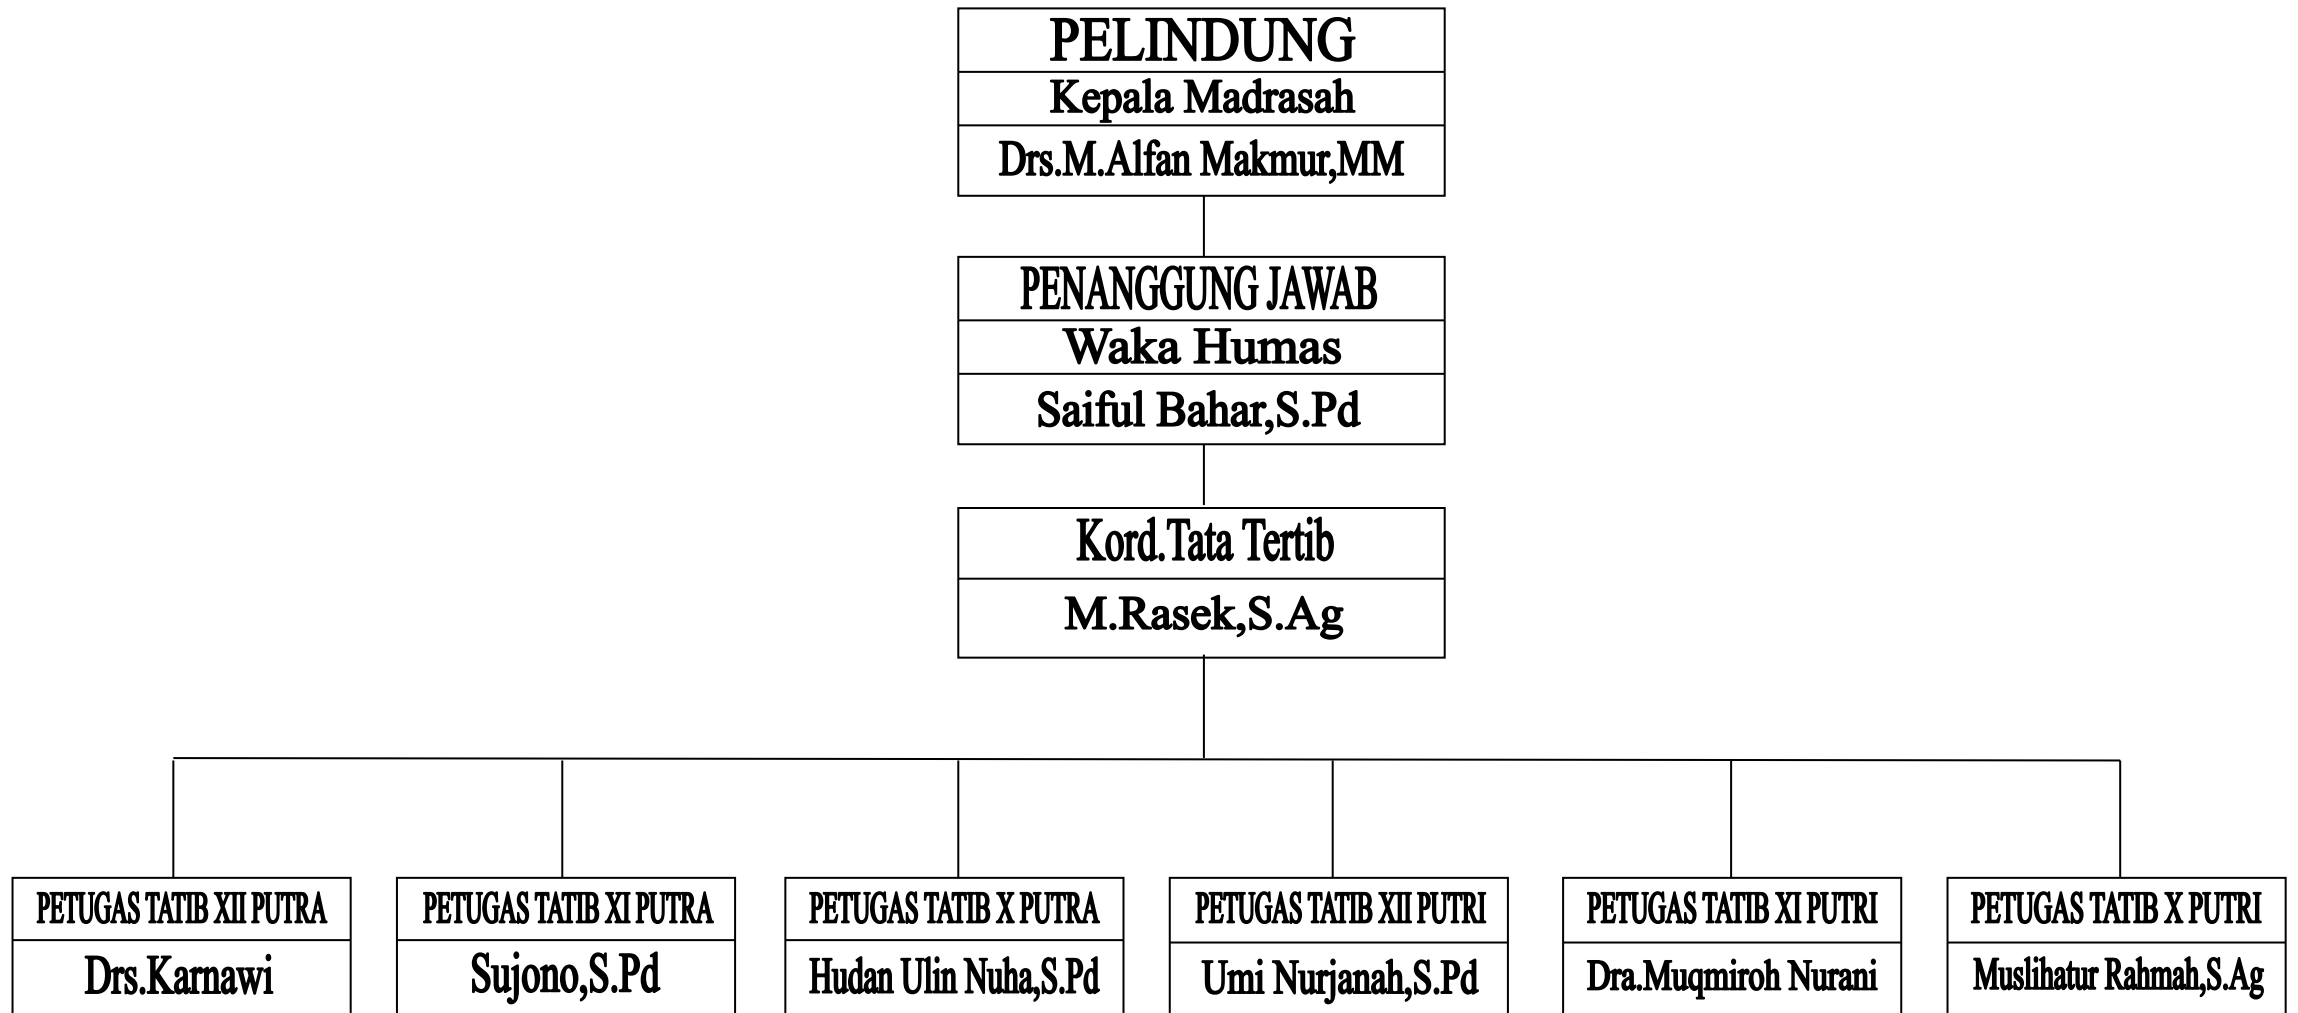 PELINDUNG
Kepala Madrasah
Drs.M.Alfan Makmur,MM
PENANGGUNG JAWAB
Waka Humas
Saiful Bahar,S.Pd
Kord.Tata Tertib
M.Rasek,S.Ag
PETUGAS TATIB XII PUTRA
Drs.Karnawi
PETUGAS TATIB XI PUTRA
Sujono,S.Pd
PETUGAS TATIB X PUTRA
Hudan Ulin Nuha,S.Pd
PETUGAS TATIB XII PUTRI
Umi Nurjanah,S.Pd
PETUGAS TATIB XI PUTRI
Dra.Muqmiroh Nurani
PETUGAS TATIB X PUTRI
Muslihatur Rahmah,S.Ag